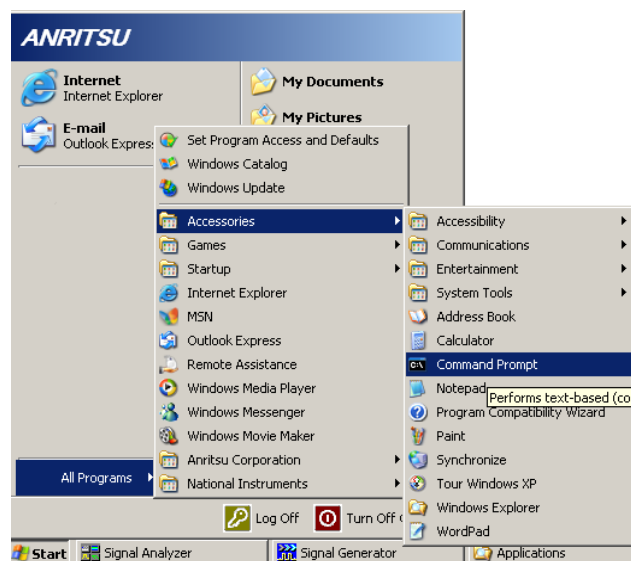 ANRITSU
Internet
Internet Explorer
E-mail
Outlook Expres
My Documents
My Pictures
Set Program Access and Defaults
Windows Catalog
Windows Update
Accessories
Games
Startup
Internet Explorer
MSN
Outlook Express
Remote Assistance
Windows Media Player
Windows Messenger
Windows Movie Maker
Anritsu Corporation
National Instruments
Accessibility
Communications
Entertainment
System Tools
Address Book
Calculator
Command Prompt
Notepad
Performs text-based (co
Program Compatibility Wizard
Paint
Synchronize
Tour Windows XP
Windows Explorer
WordPad
All Programs
Log Off
Turn Off
Start
Signal Analyzer
Signal Generator
Applications